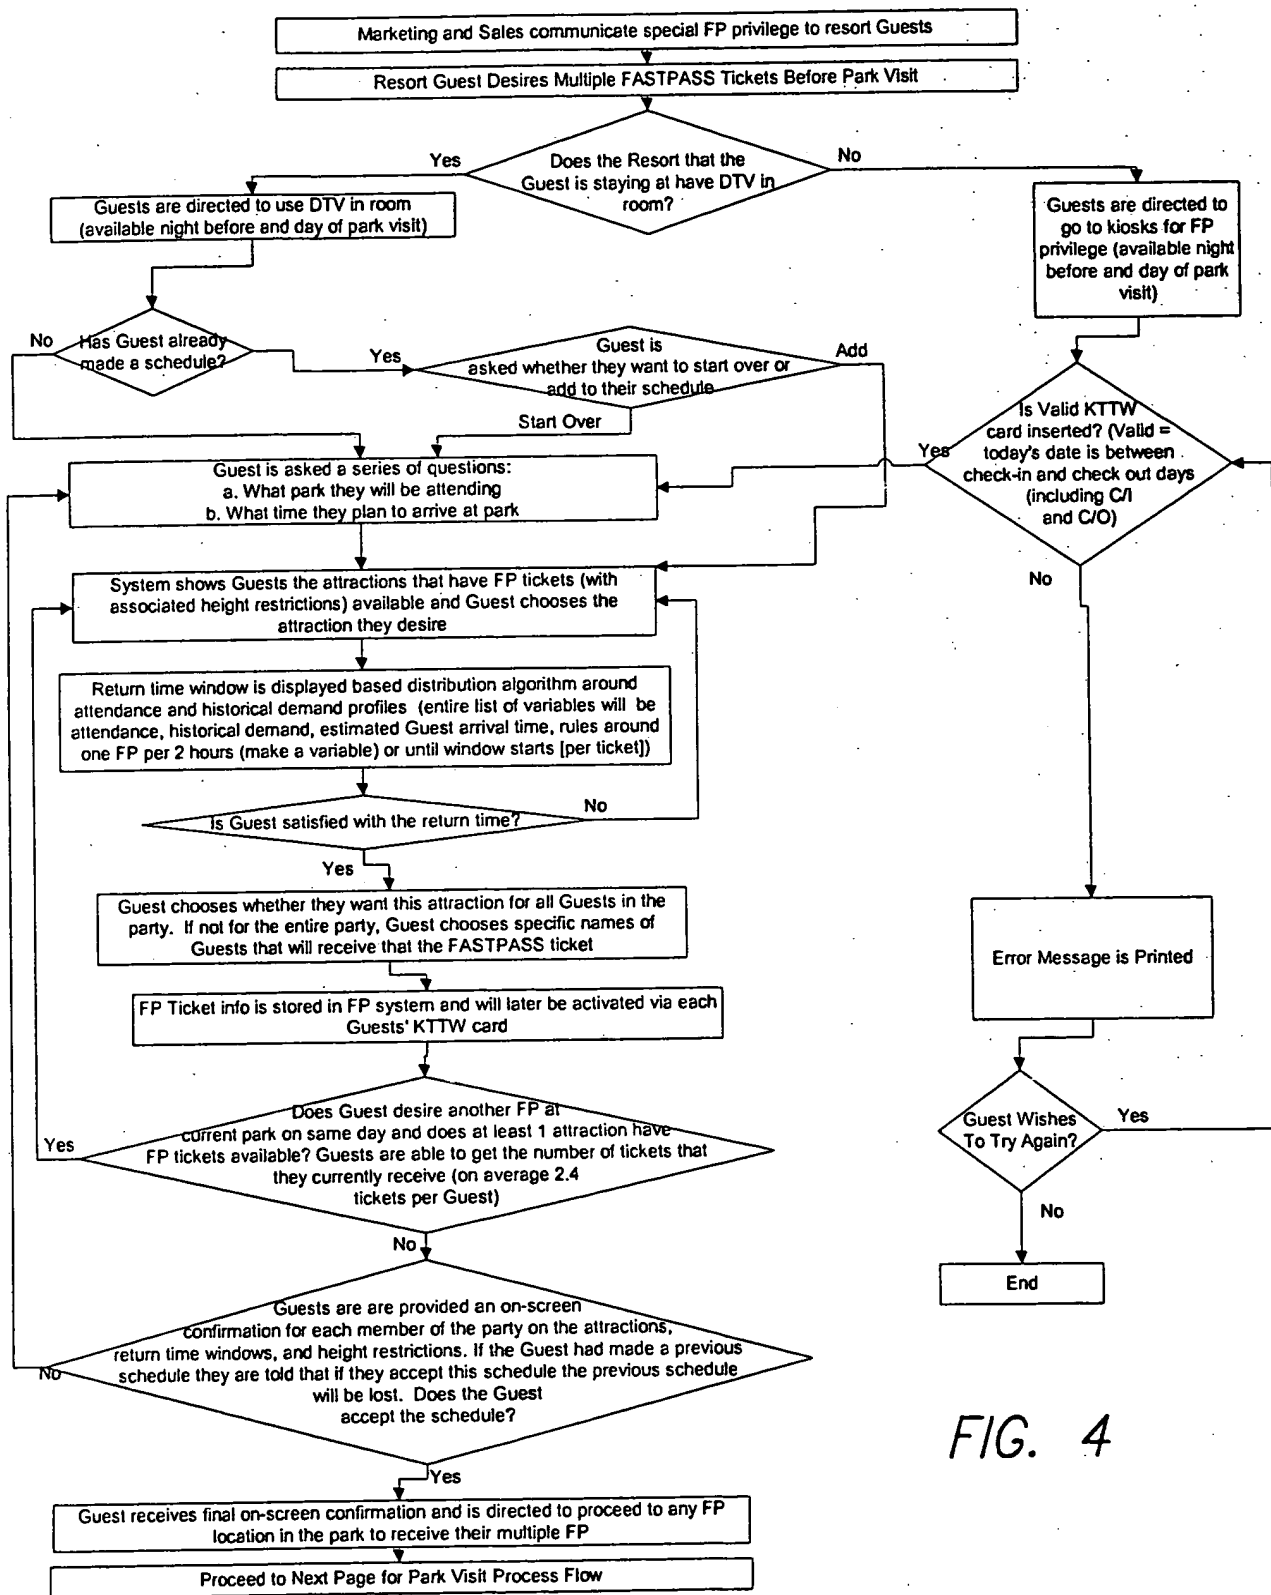 Marketing and Sales communicate special FP privilege to resort Guests
Resort Guest Desires Multiple FASTPASS Tickets Before Park Visit
Does the Resort that the
Guest is staying at have DTV in
room?
Yes
No
Guests are directed to use DTV in room
(available night before and day of park visit)
Guests are directed to
go to kiosks for FP
privilege (available night
before and day of park
visit)
Has Guest already
made a schedule?
No
Yes
Guest is
asked whether they want to start over or
add to their schedule
Add
Start Over
Is Valid KTTW
card inserted? (Valid =
today's date is between
check-in and check out days
(including C/I
and C/O)
Yes
No
Guest is asked a series of questions:
a. What park they will be attending
b. What time they plan to arrive at park
System shows Guests the attractions that have FP tickets (with
associated height restrictions) available and Guest chooses the
attraction they desire
Return time window is displayed based distribution algorithm around
attendance and historical demand profiles (entire list of variables will be
attendance, historical demand, estimated Guest arrival time, rules around
one FP per 2 hours (make a variable) or until window starts [per ticket])
Is Guest satisfied with the return time?
No
Yes
Guest chooses whether they want this attraction for all Guests in the
party. If not for the entire party, Guest chooses specific names of
Guests that will receive that the FASTPASS ticket
Error Message is Printed
FP Ticket info is stored in FP system and will later be activated via each
Guests' KTTW card
Does Guest desire another FP at
current park on same day and does at least 1 attraction have
FP tickets available? Guests are able to get the number of tickets that
they currently receive (on average 2.4
tickets per Guest)
Yes
No
Guest Wishes
To Try Again?
Yes
No
End
Guests are are provided an on-screen
confirmation for each member of the party on the attractions,
return time windows, and height restrictions. If the Guest had made a previous
schedule they are told that if they accept this schedule the previous schedule
will be lost. Does the Guest
accept the schedule?
No
Yes
FIG. 4
Guest receives final on-screen confirmation and is directed to proceed to any FP
location in the park to receive their multiple FP
Proceed to Next Page for Park Visit Process Flow